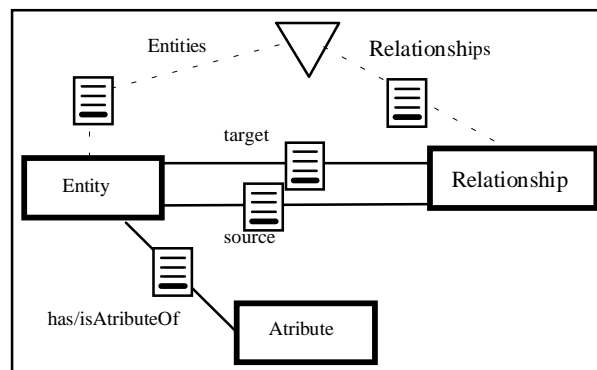 Entities
Relationships
target
Entity
Relationship
source
has/isAtributeOf
Atribute